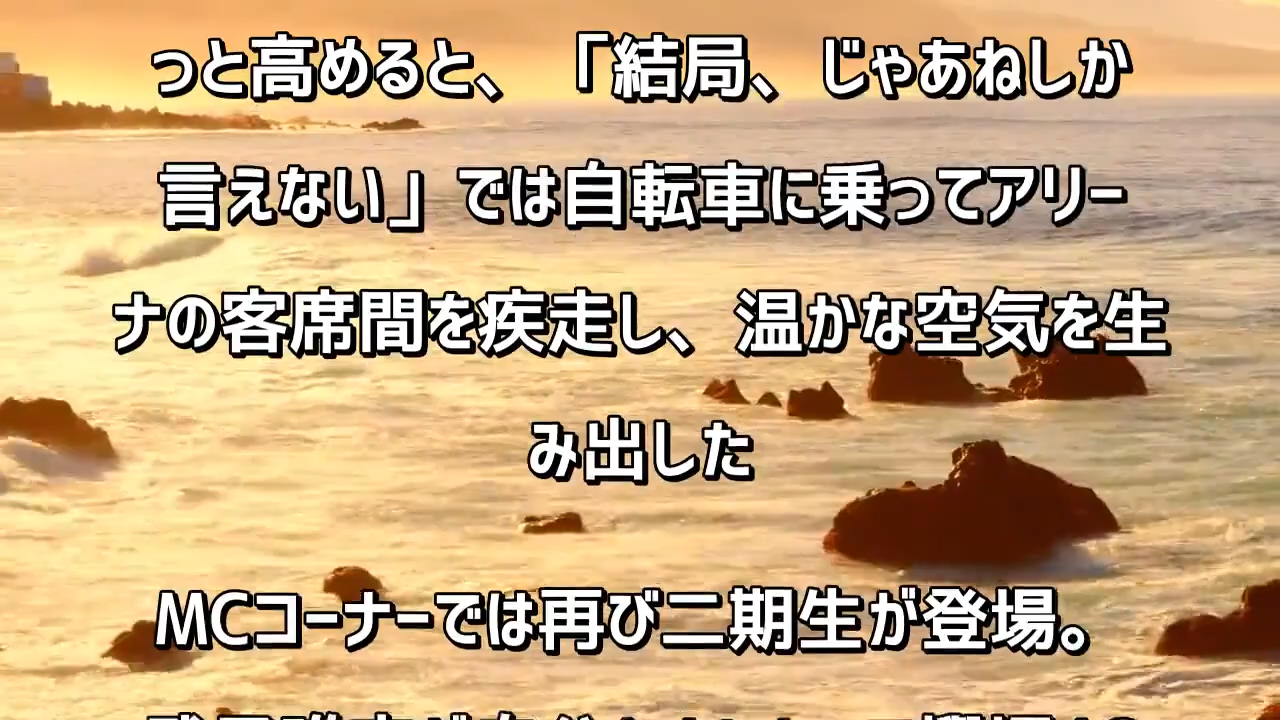 っと高めると、「結局、じゃあねしか
言えない」では自転車に乗ってアリー
ナの客席間を疾走し、温かな空気を生
み出した
MCコーナーでは再び二期生が登場。